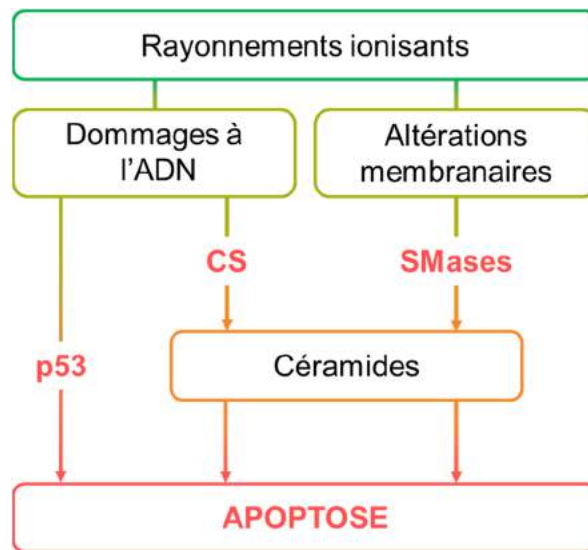 Rayonnements ionisants
Dommages à
l'ADN
Altérations
membranaires
CS
SMases
p53
Céramides
APOPTOSE